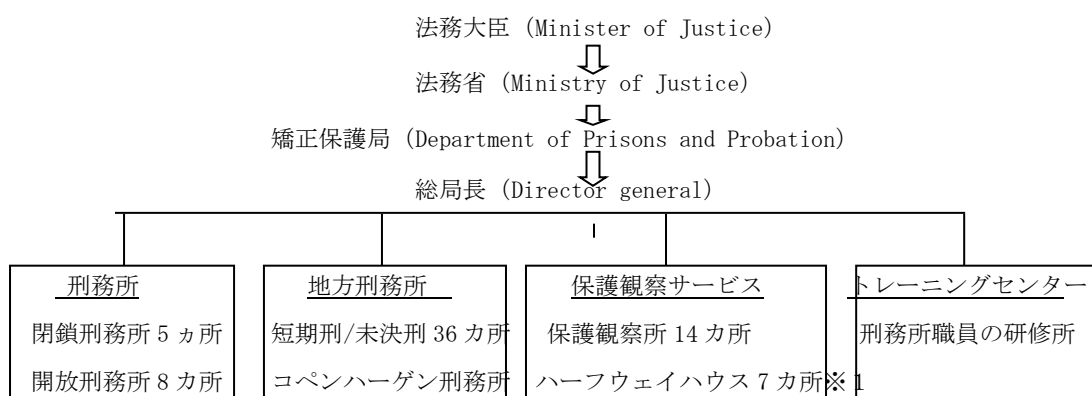 法務大臣 (Minister of Justice)
法務省 (Ministry of Justice)
矯正保護局 (Department of Prisons and Probation)
総局長 (Director general)
刑務所
閉鎖刑務所 5 ヵ所
開放刑務所 8 カ所
地方刑務所
短期刑/未決刑 36 カ所
コペンハーゲン刑務所
保護観察サービス
保護観察所 14 カ所
ハーフウェイハウス 7 カ所※1
トレーニングセンター
刑務所職員の研修所